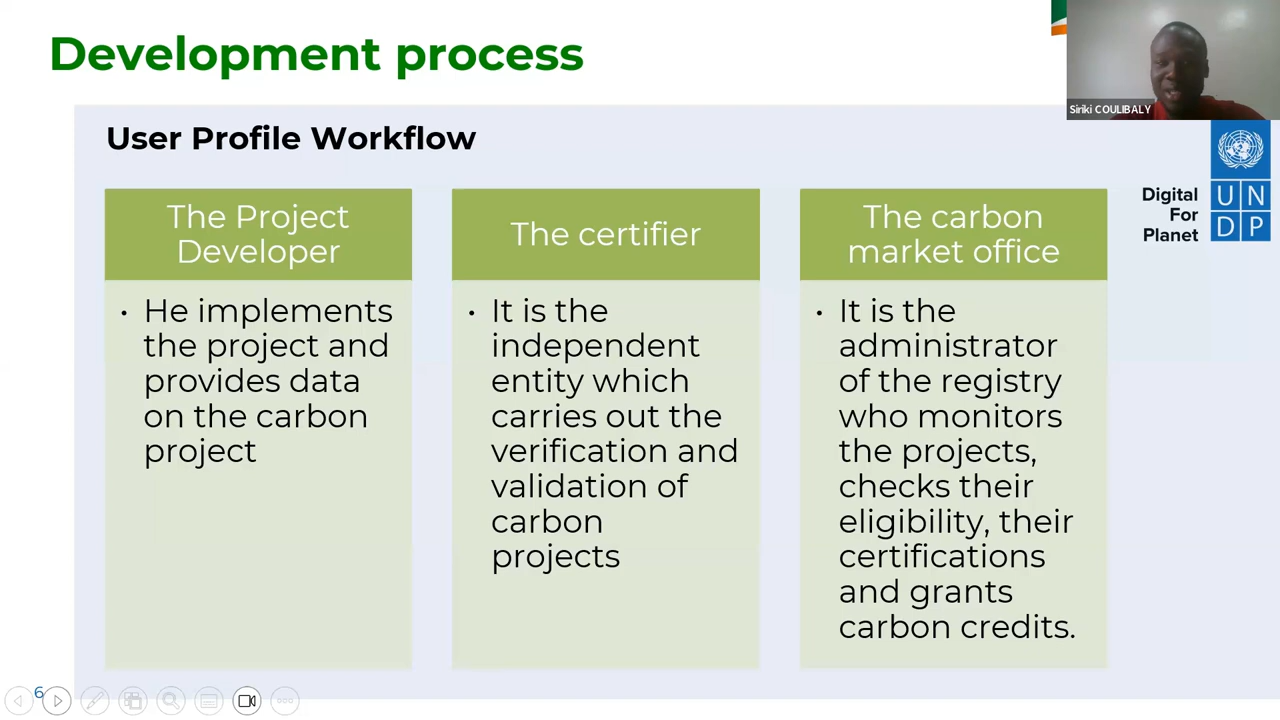 Development process
Siriki COULIBALY
User Profile Workflow
Digital
For
Planet
U N
D P
The Project
Developer
• He implements
the project and
provides data
on the carbon
project
The certifier
• It is the
independent
entity which
carries out the
verification and
validation of
carbon
projects
The carbon
market office
• It is the
administrator
of the registry
who monitors
the projects,
checks their
eligibility, their
certifications
and grants
carbon credits.
6